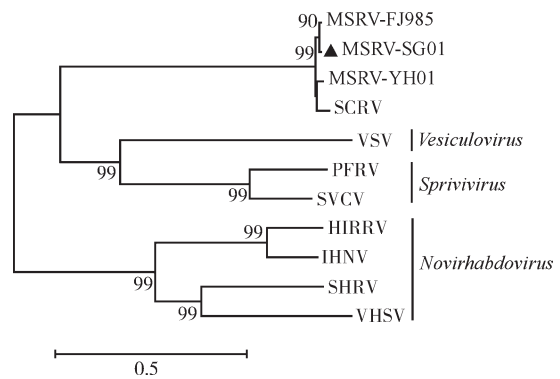 90
MSRV-FJ985
99
▲ MSRV-SG01
MSRV-YH01
SCRV
VSV
Vesiculovirus
99
PFRV
99
SVCV
Sprivivirus
HIRRV
99
IHNV
Novirhabdovirus
99
SHRV
99
VHSV
0.5